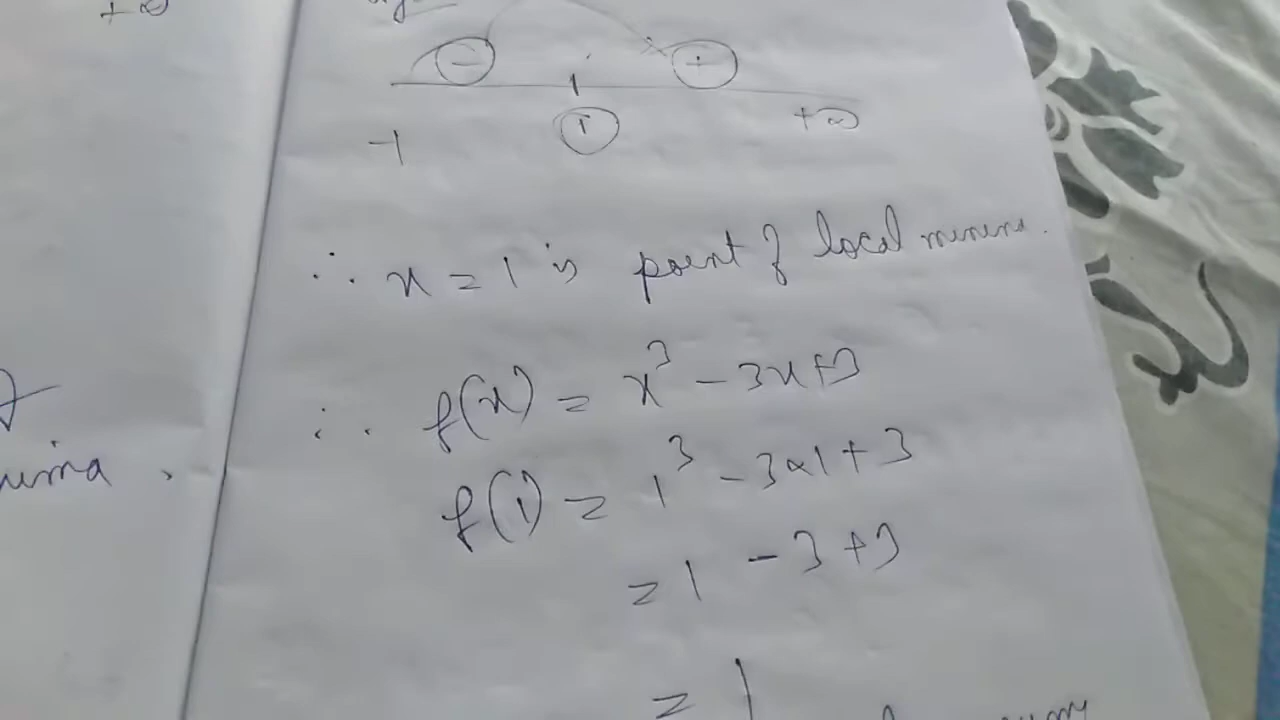 +∞
- +
1
-1 1 +∞
∴ x = 1 is point of local minima.
∴ f(x) = x³ - 3x+3
f(1) = 1³ - 3×1+3
= 1 - 3+3
= 1